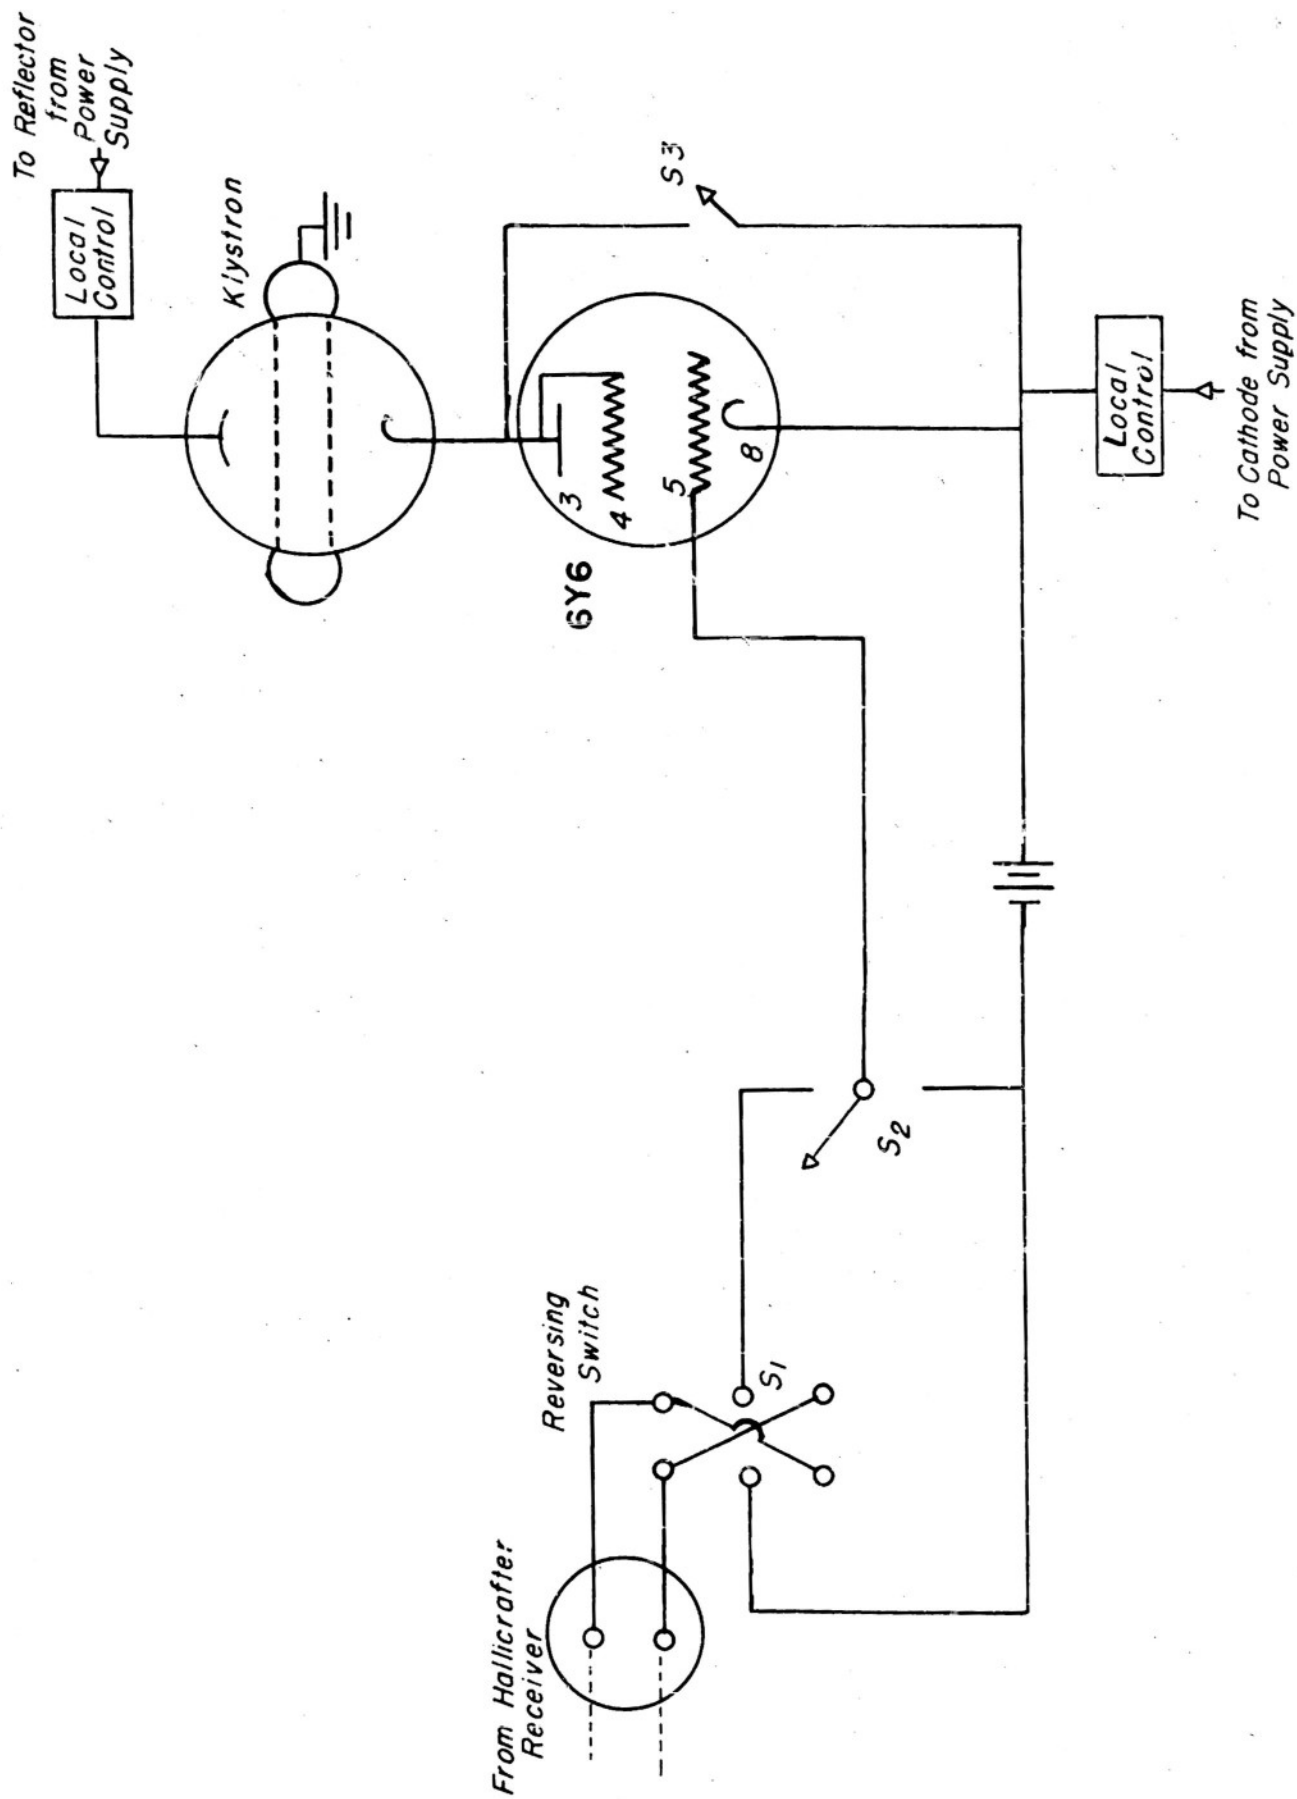 To Reflector
from
Power
Supply
Local
Control
Klystron
S3
3
4
5
8
6Y6
Local
Control
To Cathode from
Power Supply
S2
Reversing
Switch
S1
From Hallicrafter
Receiver